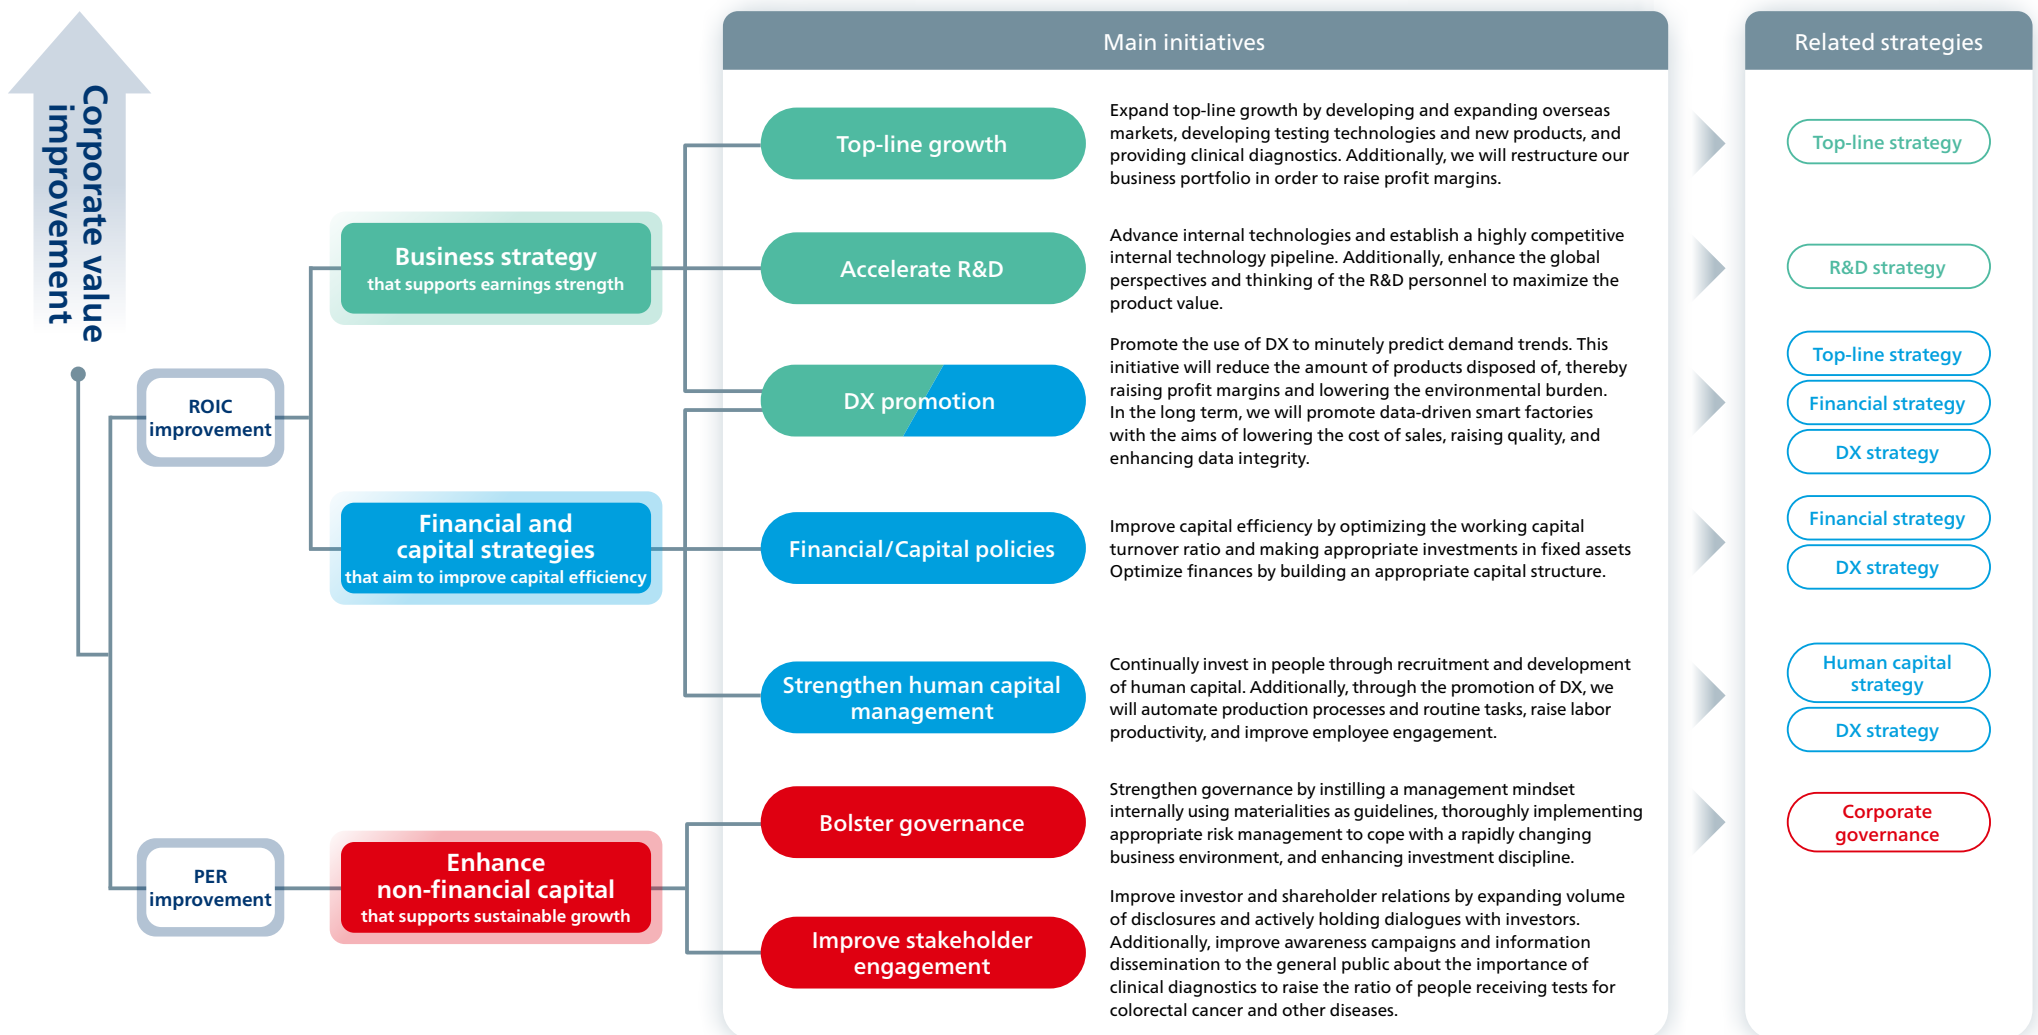 Corporate value
improvement
ROIC
improvement
PER
improvement
Business strategy
that supports earnings strength
Financial and
capital strategies
that aim to improve capital efficiency
Enhance
non-financial capital
that supports sustainable growth
Main initiatives
Related strategies
Top-line growth
Expand top-line growth by developing and expanding overseas
markets, developing testing technologies and new products, and
providing clinical diagnostics. Additionally, we will restructure our
business portfolio in order to raise profit margins.
Top-line strategy
Accelerate R&D
Advance internal technologies and establish a highly competitive
internal technology pipeline. Additionally, enhance the global
perspectives and thinking of the R&D personnel to maximize the
product value.
R&D strategy
DX promotion
Promote the use of DX to minutely predict demand trends. This
initiative will reduce the amount of products disposed of, thereby
raising profit margins and lowering the environmental burden.
In the long term, we will promote data-driven smart factories
with the aims of lowering the cost of sales, raising quality, and
enhancing data integrity.
Top-line strategy
Financial strategy
DX strategy
Financial/Capital policies
Improve capital efficiency by optimizing the working capital
turnover ratio and making appropriate investments in fixed assets
Optimize finances by building an appropriate capital structure.
Financial strategy
DX strategy
Strengthen human capital
management
Continually invest in people through recruitment and development
of human capital. Additionally, through the promotion of DX, we
will automate production processes and routine tasks, raise labor
productivity, and improve employee engagement.
Human capital
strategy
DX strategy
Bolster governance
Strengthen governance by instilling a management mindset
internally using materialities as guidelines, thoroughly implementing
appropriate risk management to cope with a rapidly changing
business environment, and enhancing investment discipline.
Corporate
governance
Improve stakeholder
engagement
Improve investor and shareholder relations by expanding volume
of disclosures and actively holding dialogues with investors.
Additionally, improve awareness campaigns and information
dissemination to the general public about the importance of
clinical diagnostics to raise the ratio of people receiving tests for
colorectal cancer and other diseases.